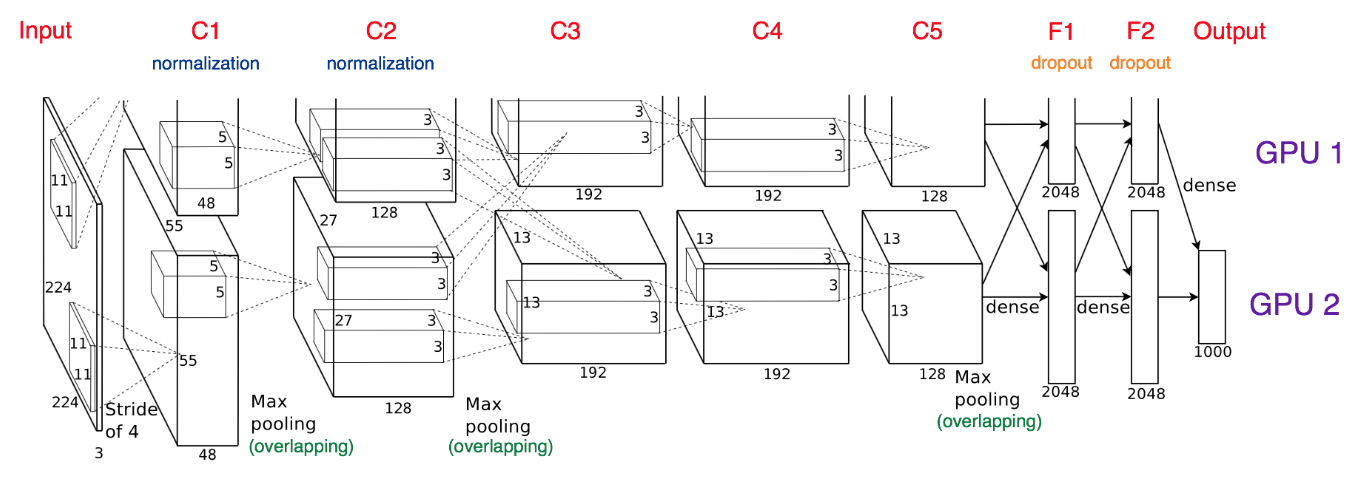 Input C1 C2 C3 C4 C5 F1 F2 Output
normalization normalization dropout dropout
3 3
5 3 3
5 3 3 3
11 3 3
GPU 1
48 192 192 128 2048 2048 dense
11 128
55 27
13 13 13
5 3 3
5 3 3
224 3
13 13 13 dense dense
GPU 2
11 27 3 3
3
55
1000
11 192 192 128
224 Stride Max 128 Max Max 2048 2048
of 4 pooling pooling pooling
(overlapping) (overlapping) (overlapping)
3 48